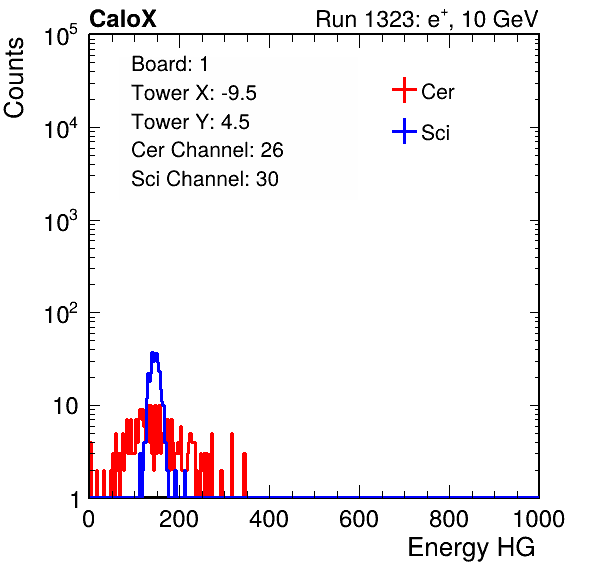 CaloX Run 1323: e⁺, 10 GeV
Counts
Board: 1
Tower X: -9.5
Tower Y: 4.5
Cer Channel: 26
Sci Channel: 30
Cer
Sci
10⁵
10⁴
10³
10²
10
1
0 200 400 600 800 1000
Energy HG